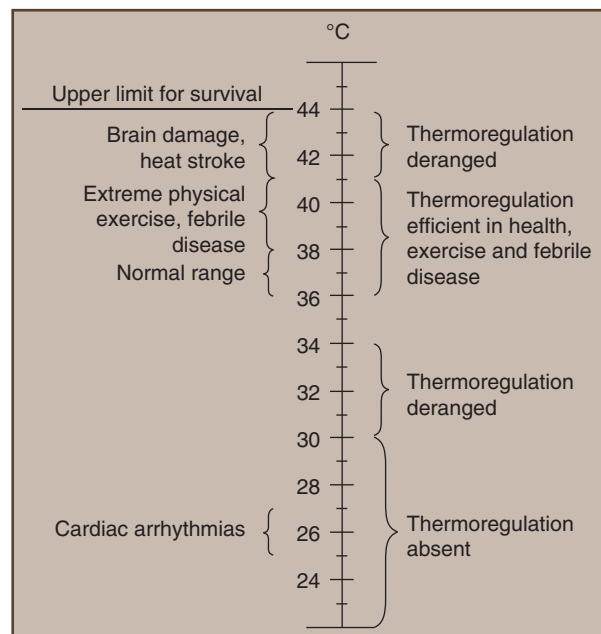 °C
Upper limit for survival
44
Brain damage,
heat stroke
Thermoregulation
deranged
42
Extreme physical
exercise, febrile
disease
40
Thermoregulation
efficient in health,
exercise and febrile
disease
38
Normal range
36
34
Thermoregulation
deranged
32
30
28
Cardiac arrhythmias
26
Thermoregulation
absent
24